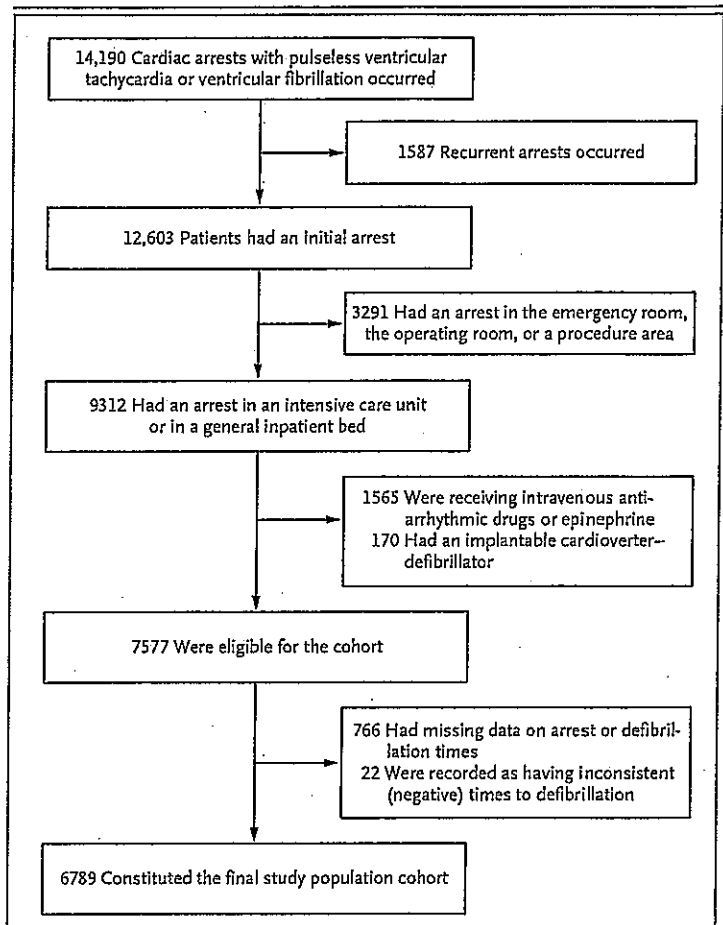 14,190 Cardiac arrests with pulseless ventricular
tachycardia or ventricular fibrillation occurred
1587 Recurrent arrests occurred
12,603 Patients had an initial arrest
3291 Had an arrest in the emergency room,
the operating room, or a procedure area
9312 Had an arrest in an intensive care unit
or in a general inpatient bed
1565 Were receiving intravenous anti-
arrhythmic drugs or epinephrine
170 Had an implantable cardioverter–
defibrillator
7577 Were eligible for the cohort
766 Had missing data on arrest or defibril-
lation times
22 Were recorded as having inconsistent
(negative) times to defibrillation
6789 Constituted the final study population cohort